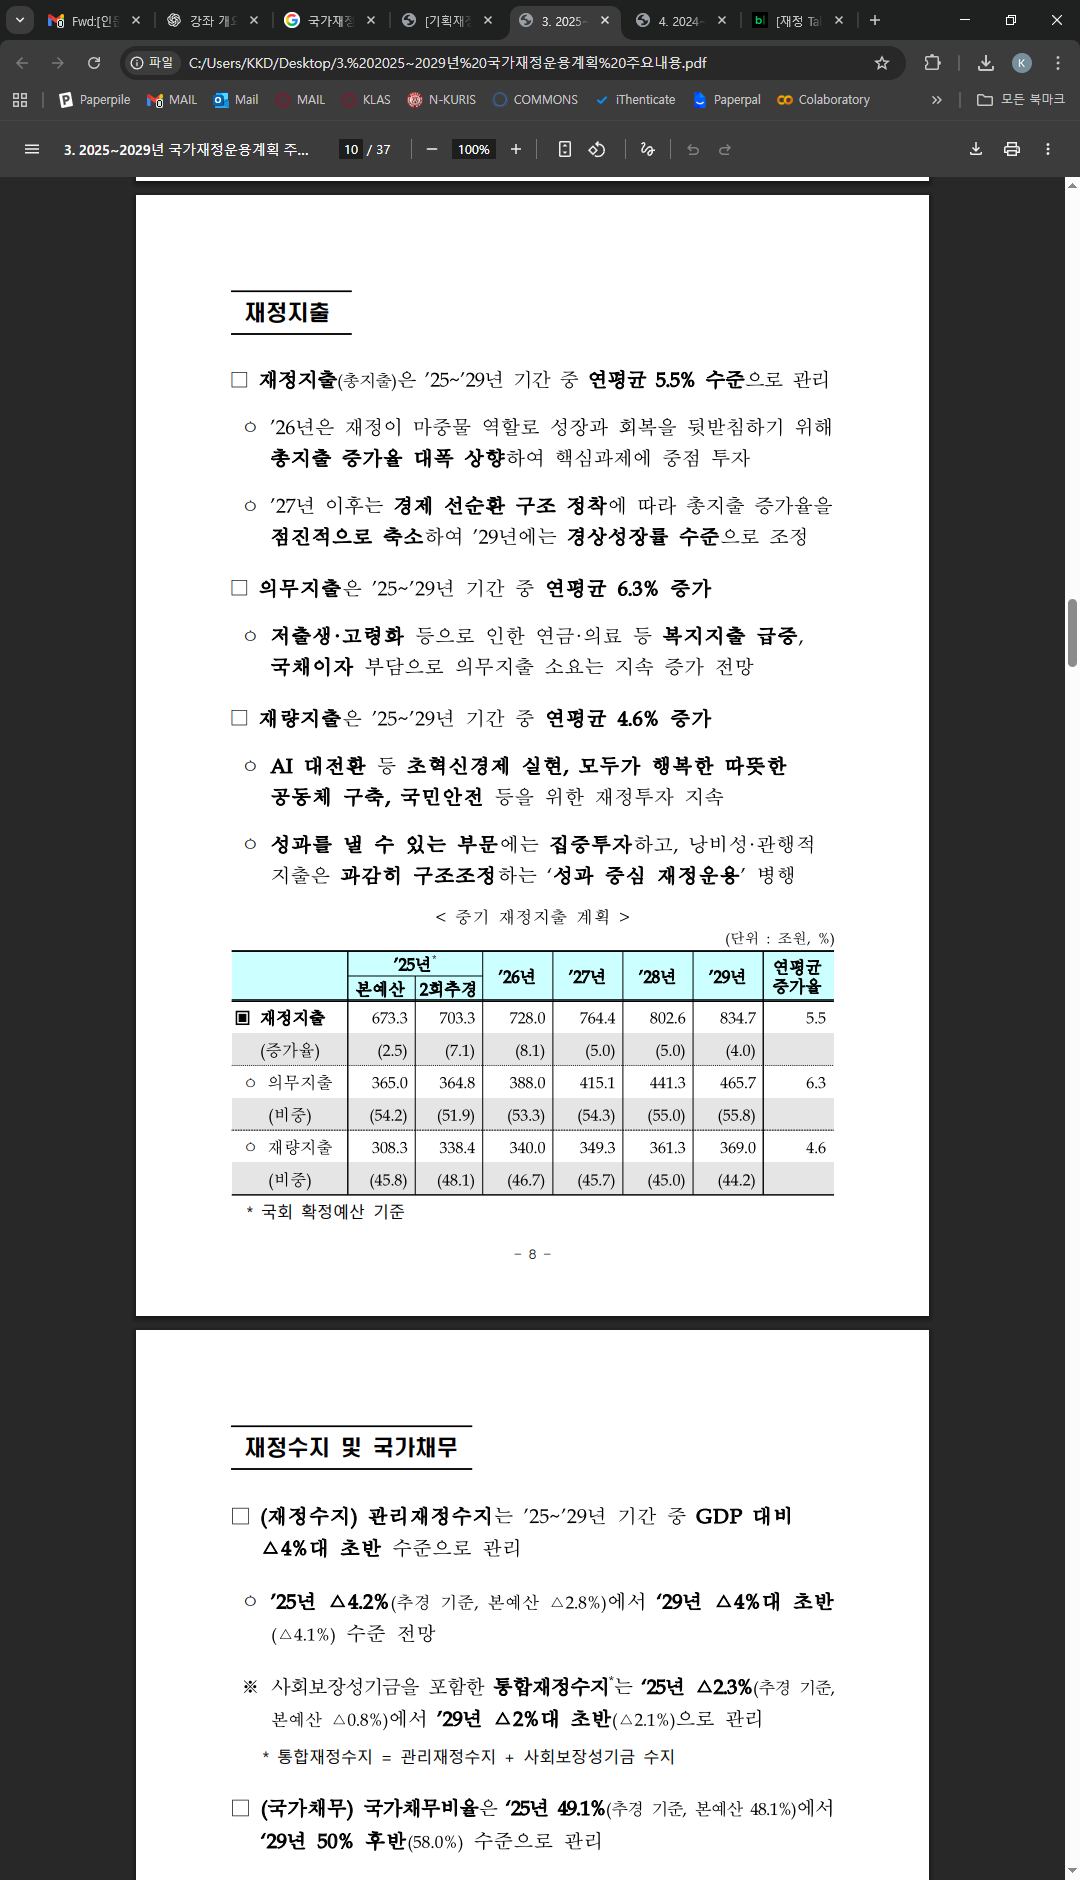 Fwd:[인문
강좌 개요
국가재정
[기획재정
3. 2025~
4. 2024~
[재정 Tal
파일 C:/Users/KKD/Desktop/3.%202025~2029년%20국가재정운용계획%20주요내용.pdf
Paperpile MAIL Mail MAIL KLAS N-KURIS COMMONS iThenticate Paperpal Colaboratory » 모든 북마크
3. 2025~2029년 국가재정운용계획 주... 10 / 37 100%
재정지출
□ 재정지출(총지출)은 ’25~’29년 기간 중 연평균 5.5% 수준으로 관리
ㅇ ’26년은 재정이 마중물 역할로 성장과 회복을 뒷받침하기 위해
총지출 증가율 대폭 상향하여 핵심과제에 중점 투자
ㅇ ’27년 이후는 경제 선순환 구조 정착에 따라 총지출 증가율을
점진적으로 축소하여 ’29년에는 경상성장률 수준으로 조정
□ 의무지출은 ’25~’29년 기간 중 연평균 6.3% 증가
ㅇ 저출생·고령화 등으로 인한 연금·의료 등 복지지출 급증,
국채이자 부담으로 의무지출 소요는 지속 증가 전망
□ 재량지출은 ’25~’29년 기간 중 연평균 4.6% 증가
ㅇ AI 대전환 등 초혁신경제 실현, 모두가 행복한 따뜻한
공동체 구축, 국민안전 등을 위한 재정투자 지속
ㅇ 성과를 낼 수 있는 부문에는 집중투자하고, 낭비성·관행적
지출은 과감히 구조조정하는 ‘성과 중심 재정운용’ 병행
< 중기 재정지출 계획 >
(단위 : 조원, %)
’25년* ’26년 ’27년 ’28년 ’29년 연평균 증가율
본예산 2회추경
▣ 재정지출 673.3 703.3 728.0 764.4 802.6 834.7 5.5
(증가율) (2.5) (7.1) (8.1) (5.0) (5.0) (4.0)
ㅇ 의무지출 365.0 364.8 388.0 415.1 441.3 465.7 6.3
(비중) (54.2) (51.9) (53.3) (54.3) (55.0) (55.8)
ㅇ 재량지출 308.3 338.4 340.0 349.3 361.3 369.0 4.6
(비중) (45.8) (48.1) (46.7) (45.7) (45.0) (44.2)
* 국회 확정예산 기준
- 8 -
재정수지 및 국가채무
□ (재정수지) 관리재정수지는 ’25~’29년 기간 중 GDP 대비
△4%대 초반 수준으로 관리
ㅇ ’25년 △4.2%(추경 기준, 본예산 △2.8%)에서 ‘29년 △4%대 초반
(△4.1%) 수준 전망
※ 사회보장성기금을 포함한 통합재정수지*는 ‘25년 △2.3%(추경 기준,
본예산 △0.8%)에서 ’29년 △2%대 초반(△2.1%)으로 관리
* 통합재정수지 = 관리재정수지 + 사회보장성기금 수지
□ (국가채무) 국가채무비율은 ‘25년 49.1%(추경 기준, 본예산 48.1%)에서
‘29년 50% 후반(58.0%) 수준으로 관리